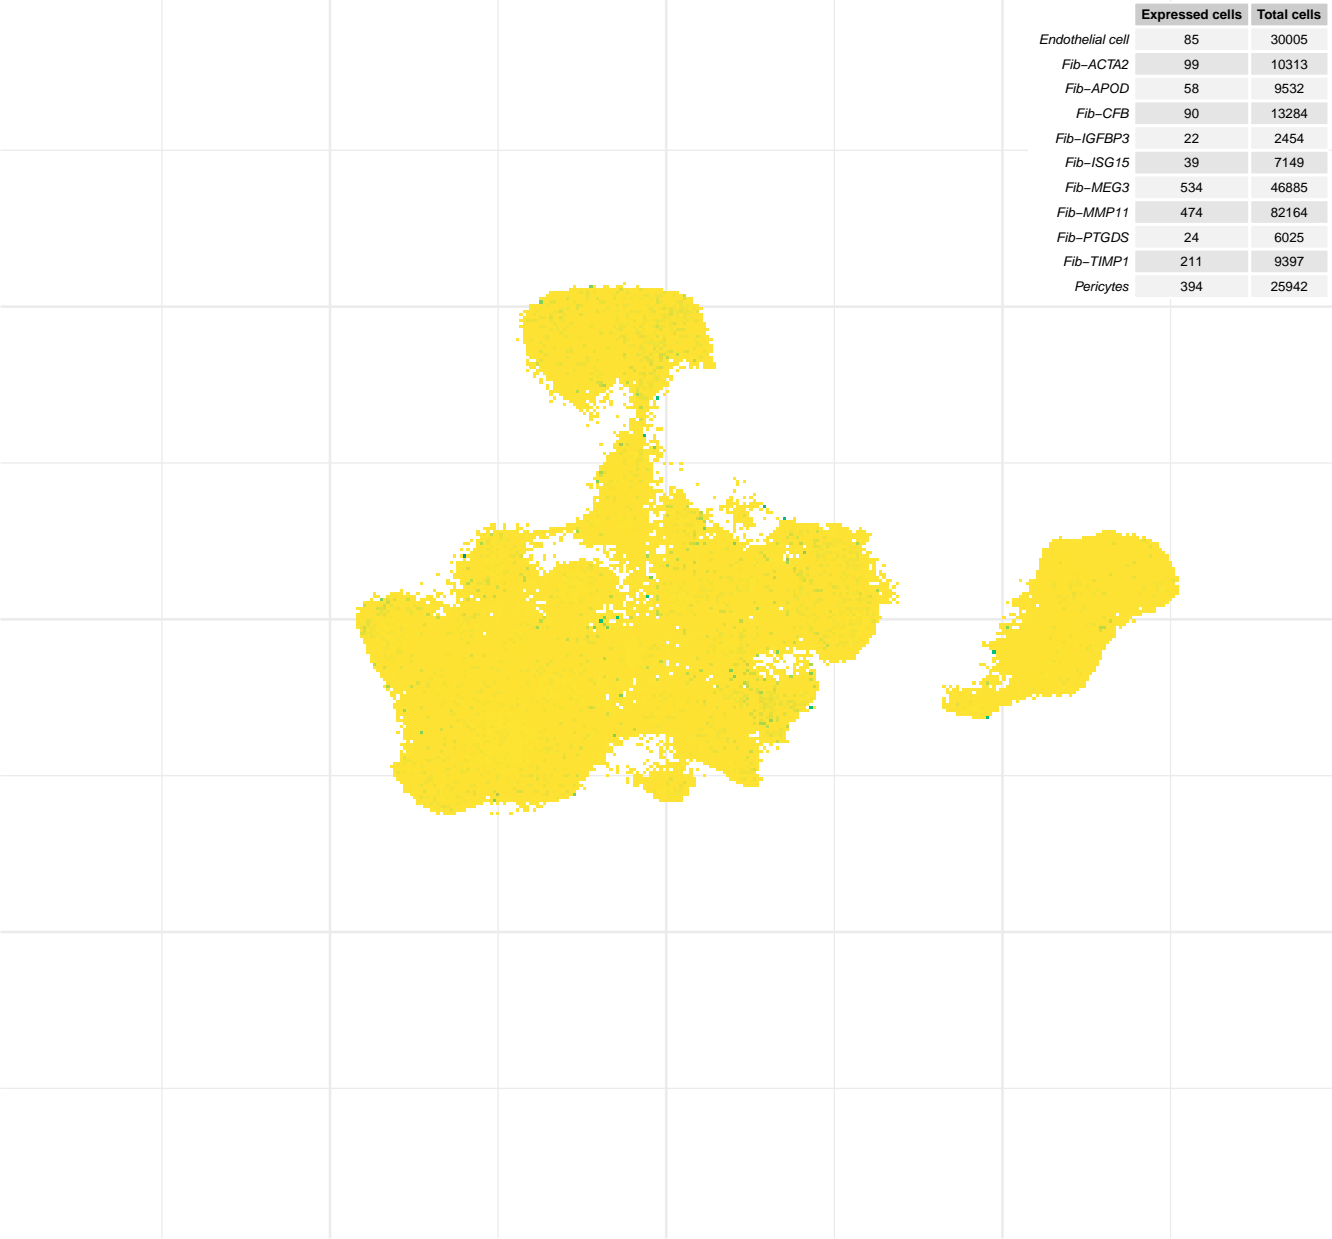 Expressed cells Total cells
Endothelial cell 85 30005
Fib−ACTA2 99 10313
Fib−APOD 58 9532
Fib−CFB 90 13284
Fib−IGFBP3 22 2454
Fib−ISG15 39 7149
Fib−MEG3 534 46885
Fib−MMP11 474 82164
Fib−PTGDS 24 6025
Fib−TIMP1 211 9397
Pericytes 394 25942